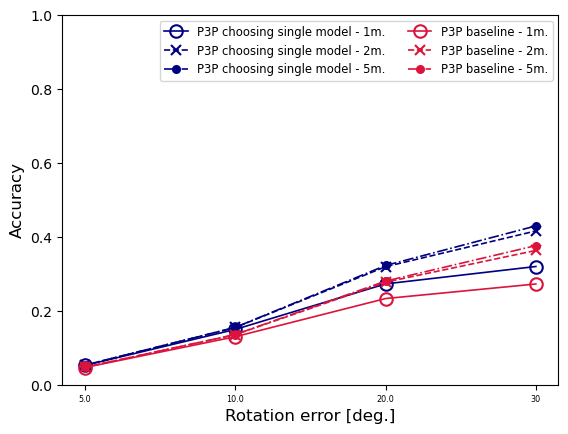 1.0
0.8
0.6
0.4
0.2
0.0
Accuracy
P3P choosing single model - 1m.
P3P choosing single model - 2m.
P3P choosing single model - 5m.
P3P baseline - 1m.
P3P baseline - 2m.
P3P baseline - 5m.
5.0
10.0
20.0
30
Rotation error [deg.]